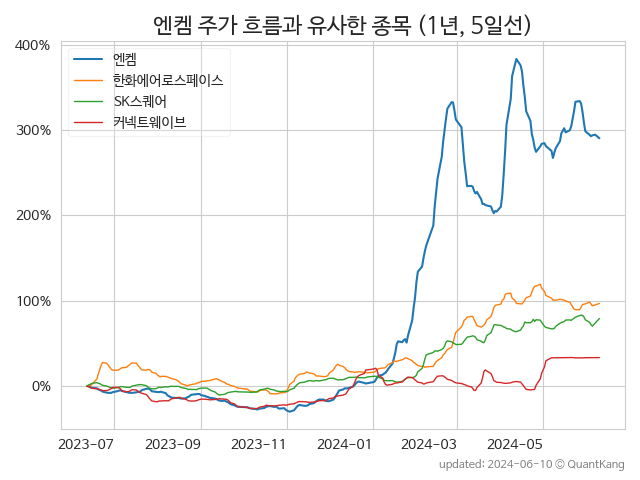 엔켐 주가 흐름과 유사한 종목 (1년, 5일선)
400%
300%
200%
100%
0%
엔켐
한화에어로스페이스
SK스퀘어
커넥트웨이브
2023-07 2023-09 2023-11 2024-01 2024-03 2024-05
updated: 2024-06-10 © QuantKang